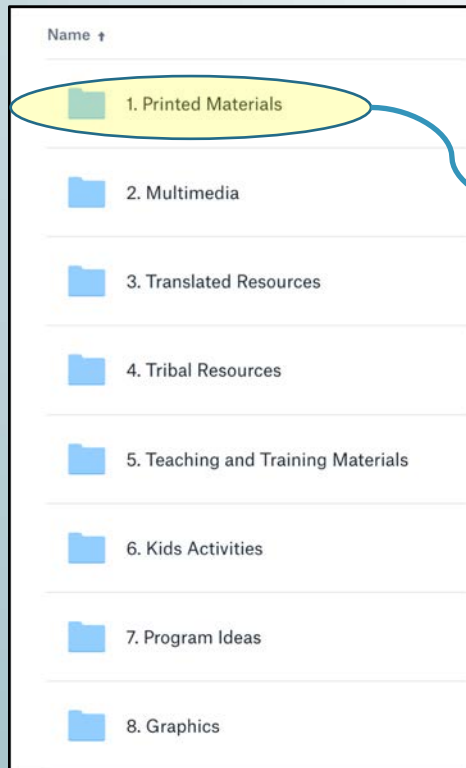 Name ↑
1. Printed Materials
2. Multimedia
3. Translated Resources
4. Tribal Resources
5. Teaching and Training Materials
6. Kids Activities
7. Program Ideas
8. Graphics